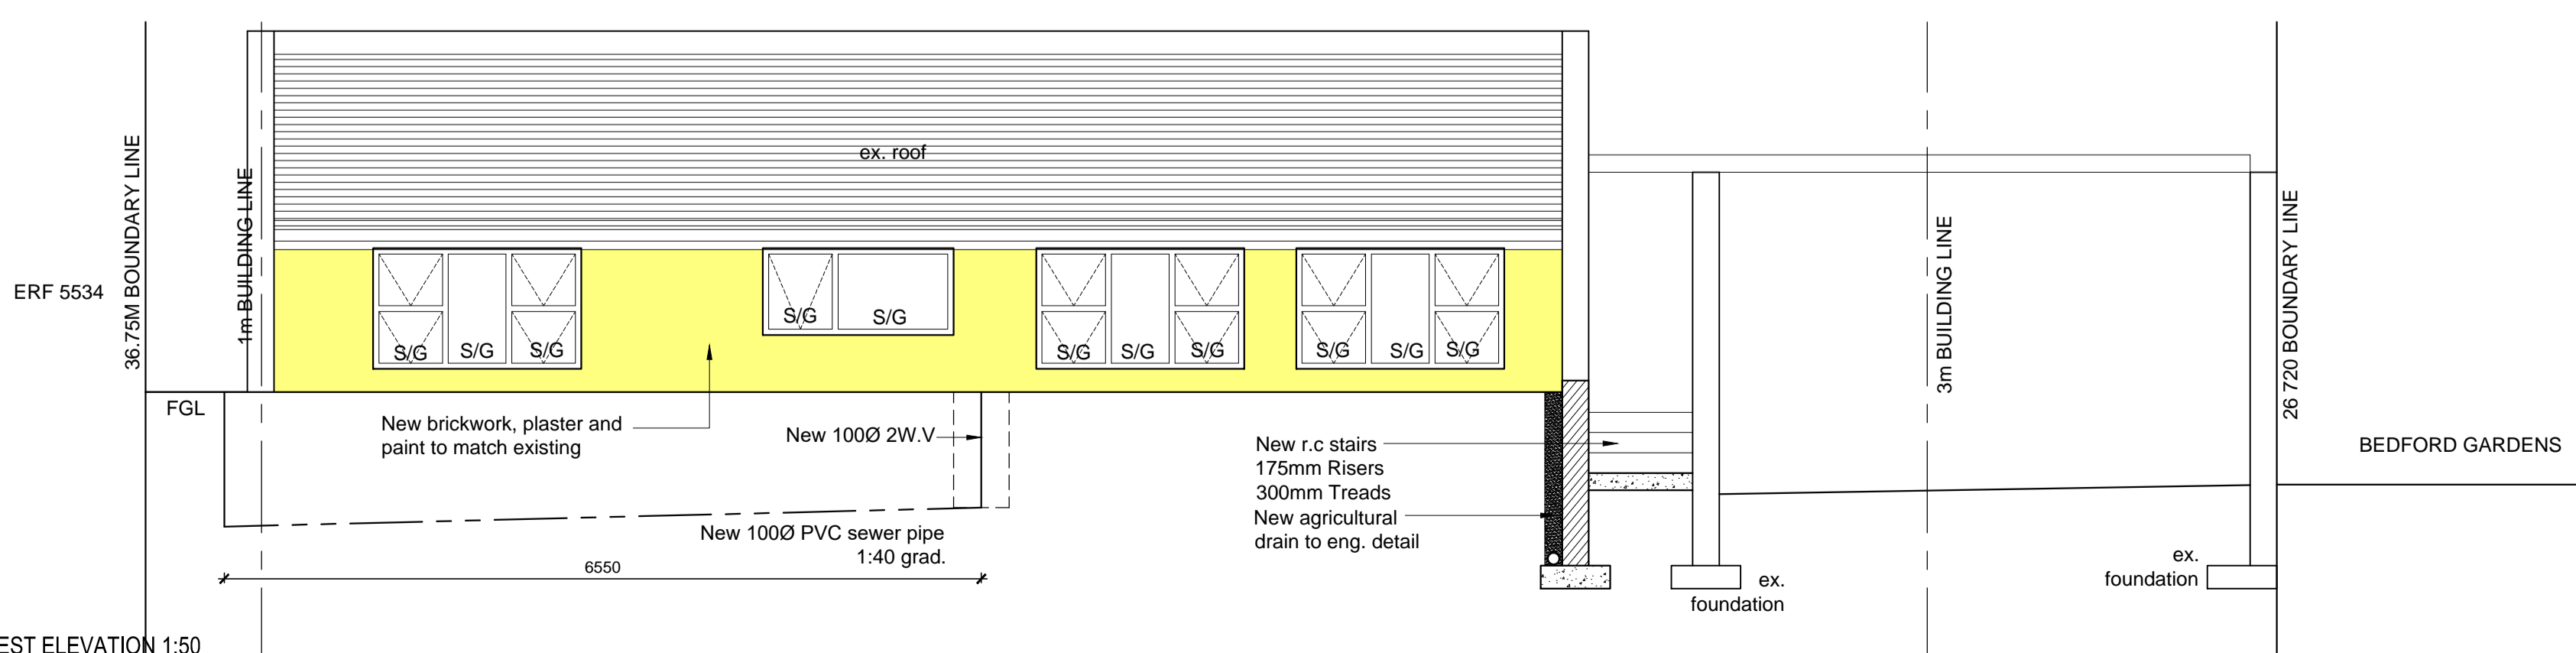 ex. roof
36.75M BOUNDARY LINE
1m BUILDING LINE
3m BUILDING LINE
26 720 BOUNDARY LINE
ERF 5534
S/G
S/G
S/G
S/G
S/G
S/G
S/G
S/G
S/G
S/G
S/G
FGL
New brickwork, plaster and
paint to match existing
New 100Ø 2W.V
New r.c stairs
175mm Risers
300mm Treads
New agricultural
drain to eng. detail
BEDFORD GARDENS
New 100Ø PVC sewer pipe
1:40 grad.
6550
ex.
foundation
ex.
foundation
EST ELEVATION 1:50